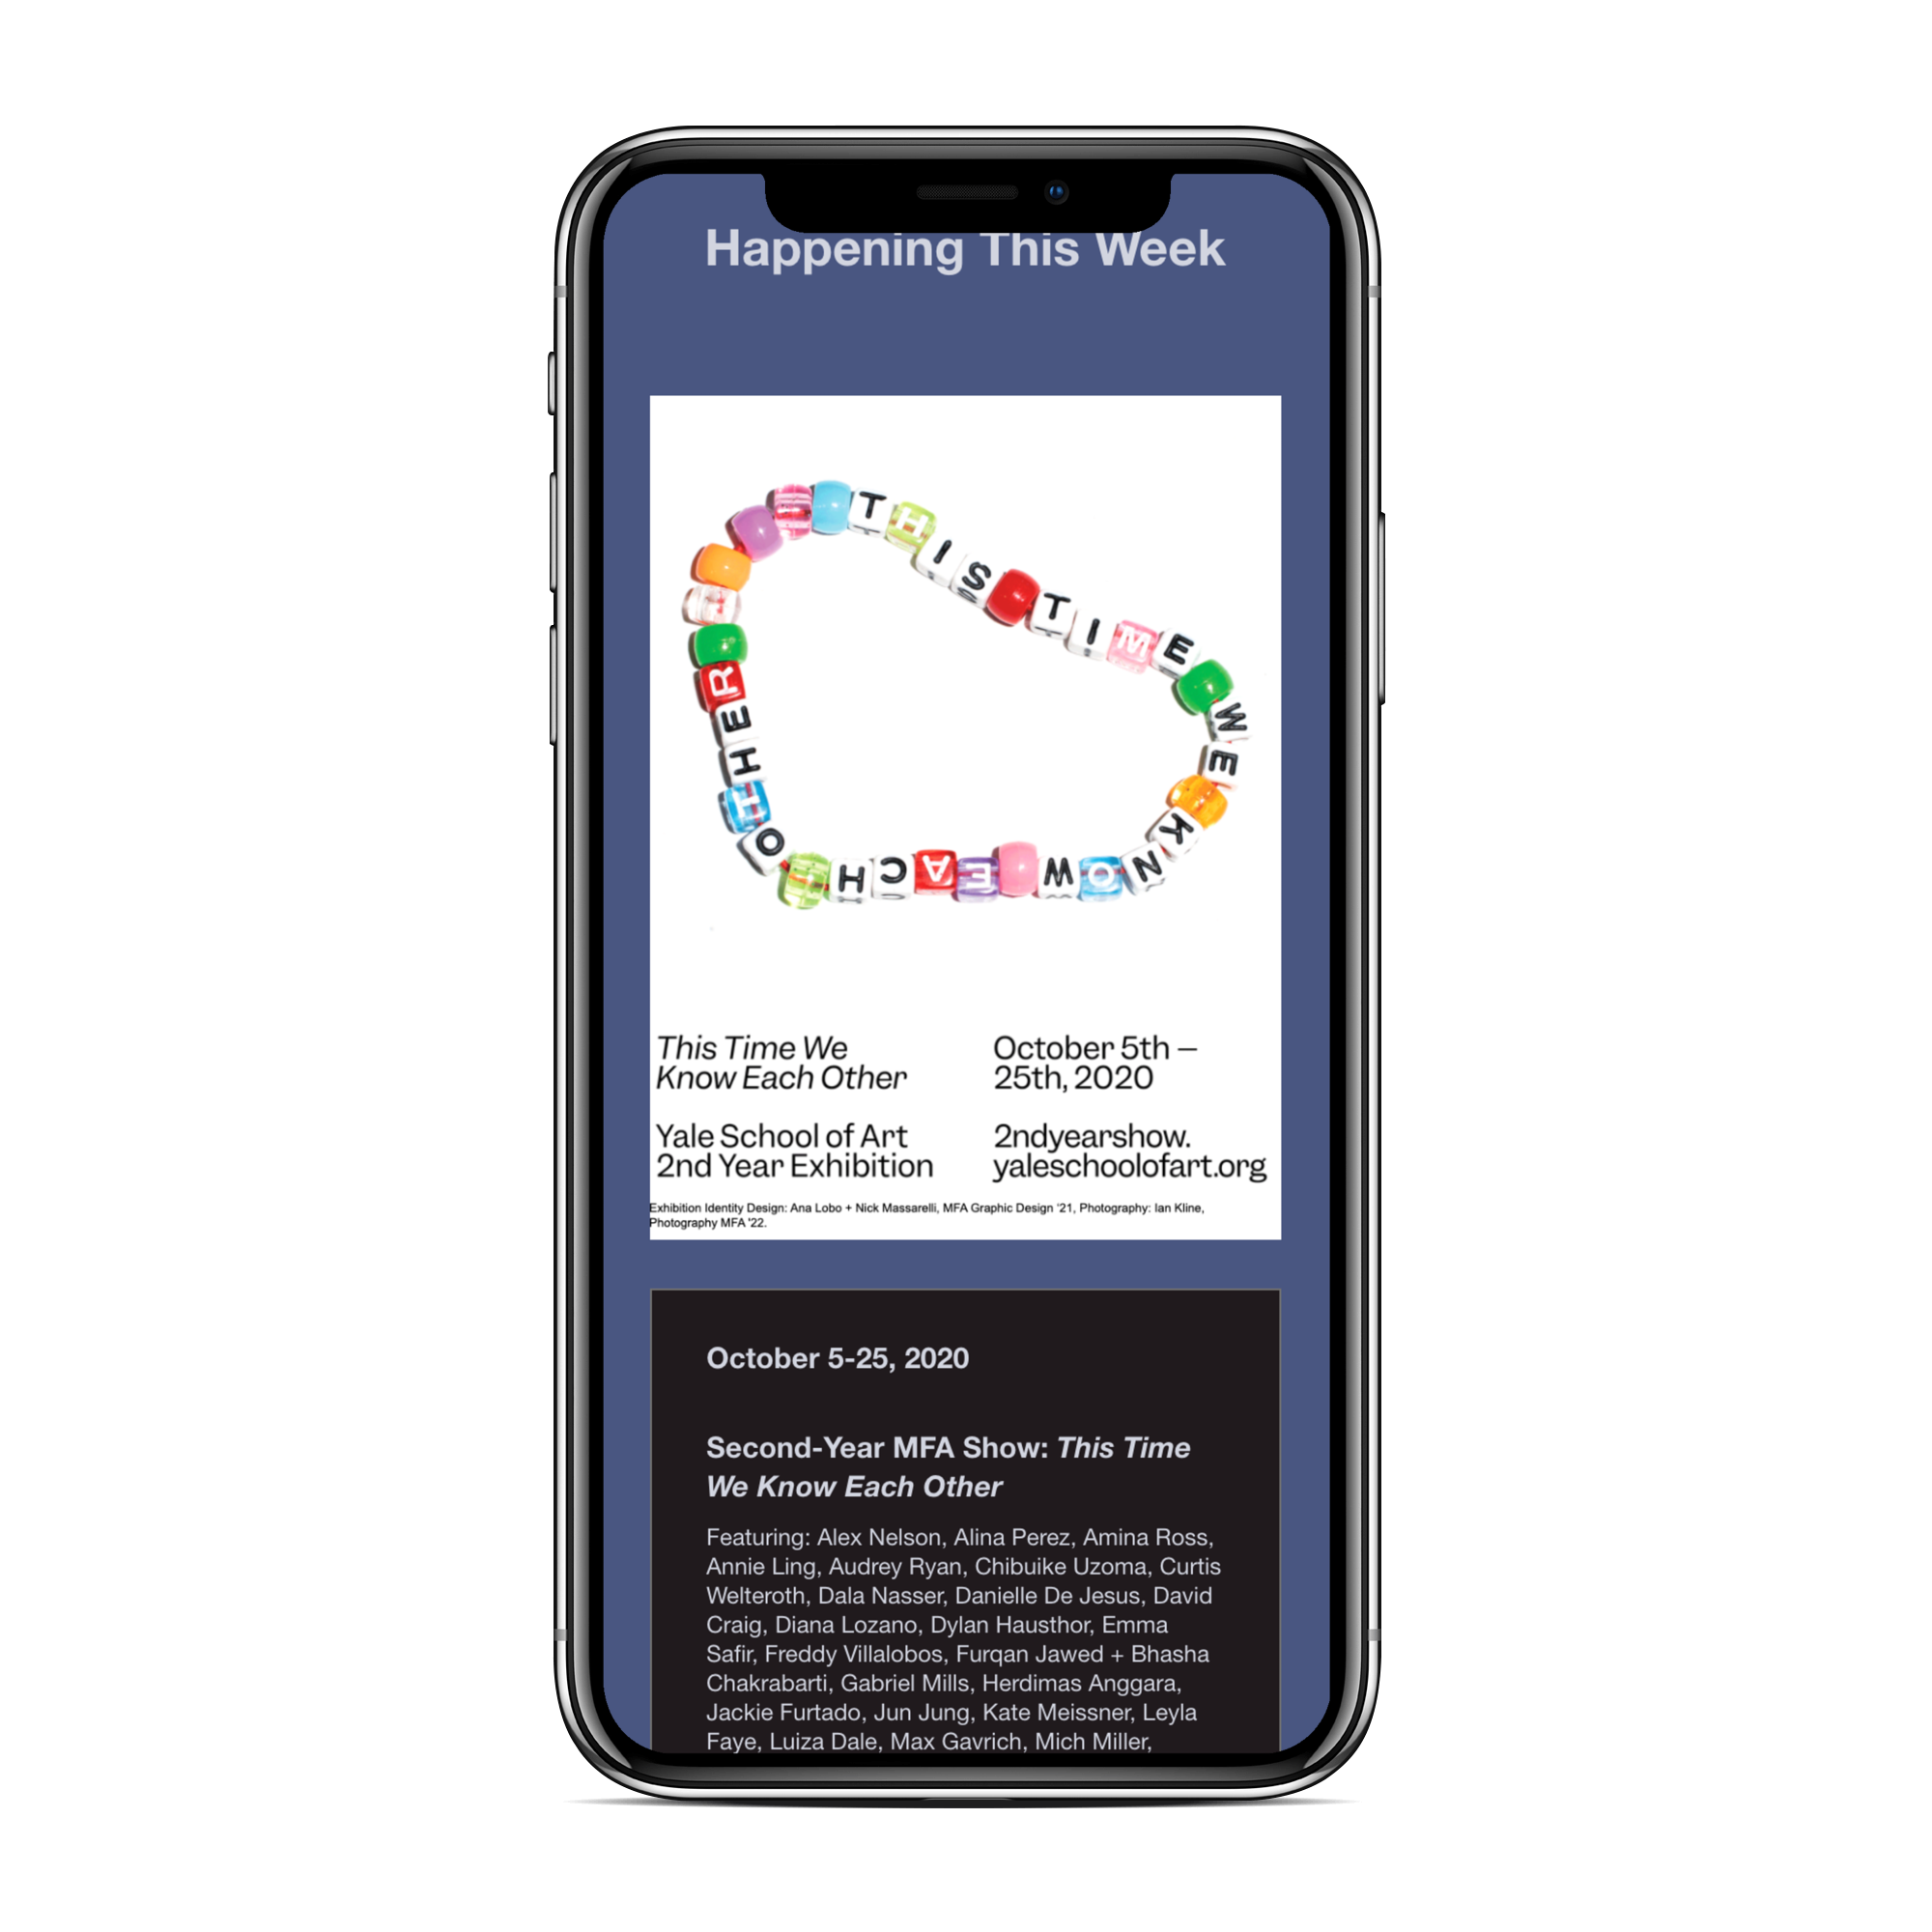 Happening This Week
THIS TIME WE KNOW EACH OTHER
This Time We
Know Each Other
October 5th –
25th, 2020
Yale School of Art
2nd Year Exhibition
2ndyearshow.
yaleschoolofart.org
Exhibition Identity Design: Ana Lobo + Nick Massarelli, MFA Graphic Design '21, Photography: Ian Kline,
Photography MFA '22.
October 5-25, 2020
Second-Year MFA Show: This Time
We Know Each Other
Featuring: Alex Nelson, Alina Perez, Amina Ross,
Annie Ling, Audrey Ryan, Chibuike Uzoma, Curtis
Welteroth, Dala Nasser, Danielle De Jesus, David
Craig, Diana Lozano, Dylan Hausthor, Emma
Safir, Freddy Villalobos, Furqan Jawed + Bhasha
Chakrabarti, Gabriel Mills, Herdimas Anggara,
Jackie Furtado, Jun Jung, Kate Meissner, Leyla
Faye, Luiza Dale, Max Gavrich, Mich Miller,